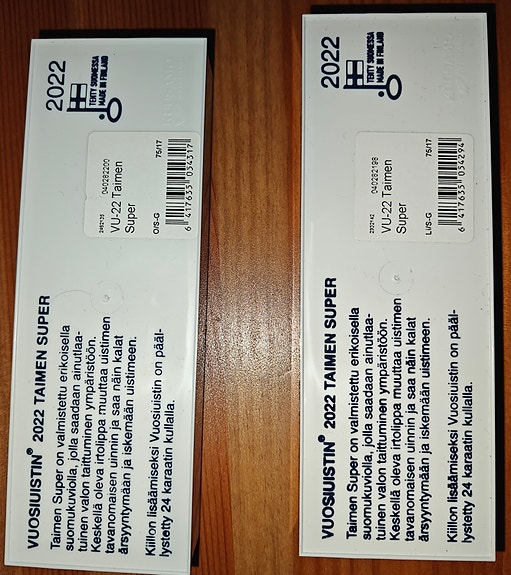 2022
TEHTY SUOMESSA
MADE IN FINLAND
040282200
75/17
VU-22 Taimen
Super
O/S-G
6 417635 034317
VUOSIUISTIN® 2022 TAIMEN SUPER
Taimen Super on valmistettu erikoisella
suomukuviolla, jolla saadaan ainutlaa-
tuinen valon taittuminen ympäristöön.
Keskellä oleva irtolippa muuttaa uistimen
tavanomaisen uinnin ja saa näin kalat
ärsyyntymään ja iskemään uistimeen.
Kiillon lisäämiseksi Vuosiuistin on pääl-
lystetty 24 karaatin kullalla.
2022
TEHTY SUOMESSA
MADE IN FINLAND
040282198
75/17
VU-22 Taimen
Super
LI/S-G
6 417635 034294
VUOSIUISTIN® 2022 TAIMEN SUPER
Taimen Super on valmistettu erikoisella
suomukuviolla, jolla saadaan ainutlaa-
tuinen valon taittuminen ympäristöön.
Keskellä oleva irtolippa muuttaa uistimen
tavanomaisen uinnin ja saa näin kalat
ärsyyntymään ja iskemään uistimeen.
Kiillon lisäämiseksi Vuosiuistin on pääl-
lystetty 24 karaatin kullalla.